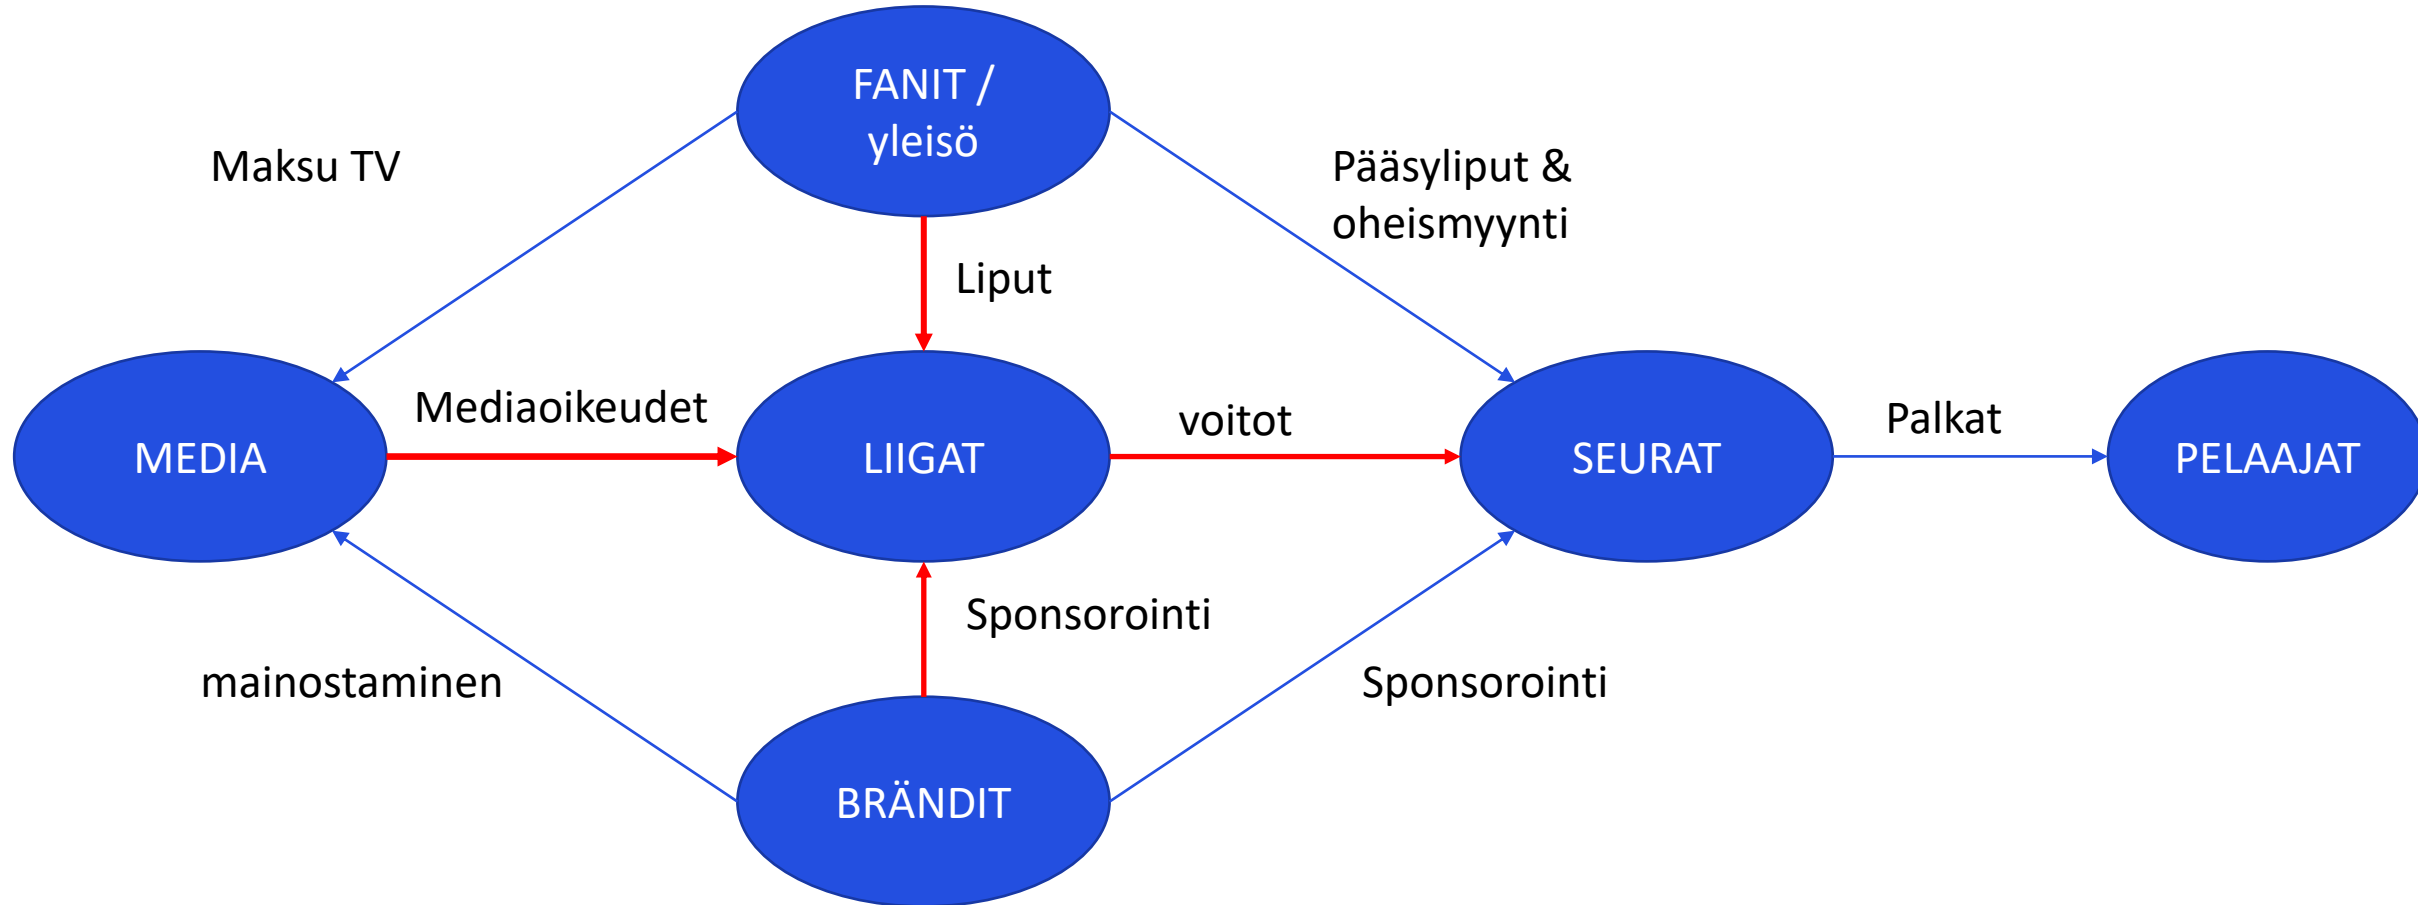 FANIT /
yleisö
Maksu TV
Pääsyliput &
oheismyynti
Liput
Mediaoikeudet
voitot
Palkat
MEDIA
LIIGAT
SEURAT
PELAAJAT
Sponsorointi
mainostaminen
Sponsorointi
BRÄNDIT